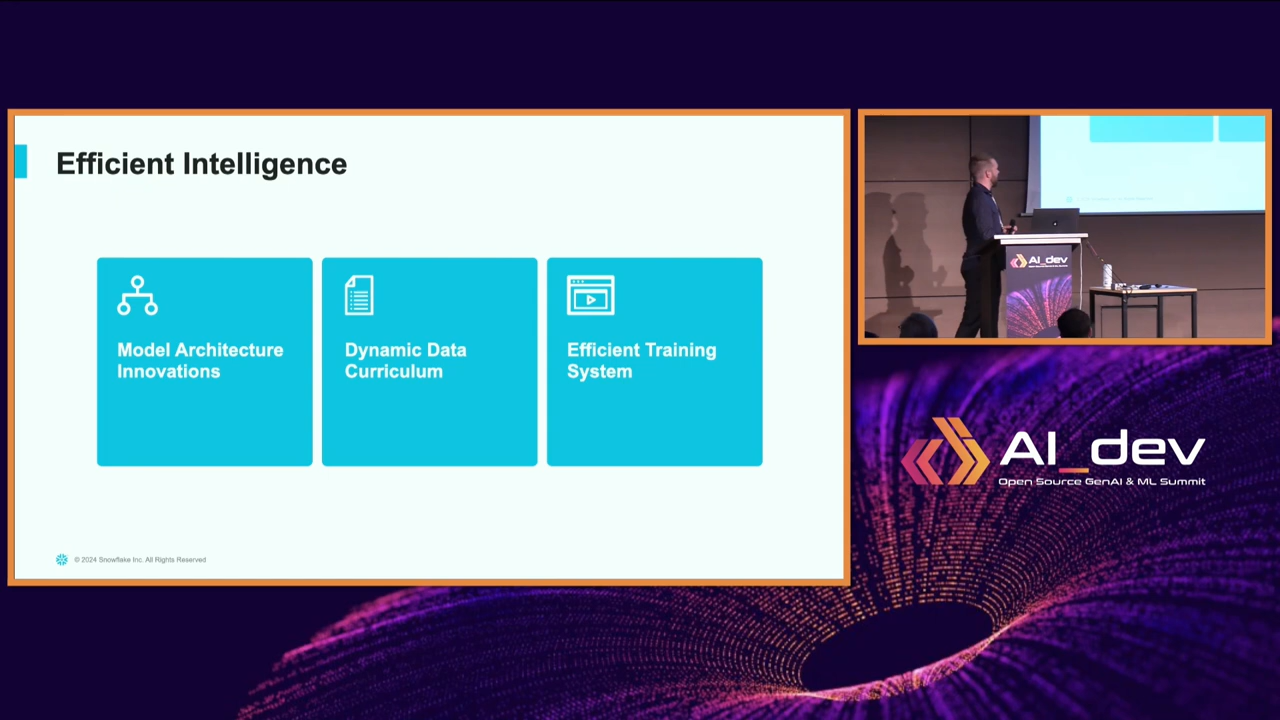 Efficient Intelligence
Model Architecture
Innovations
Dynamic Data
Curriculum
Efficient Training
System
© 2024 Snowflake Inc. All Rights Reserved
AI_dev
AI_dev
Open Source GenAI & ML Summit